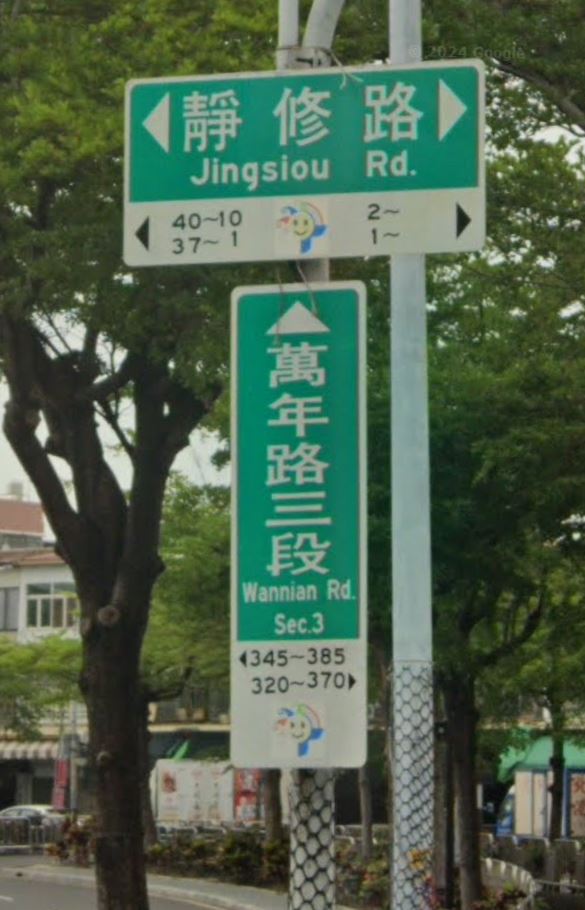 © 2024 Google
靜修路
Jingsiou Rd.
40~10 2~
37~ 1 1~
萬年路三段
Wannian Rd.
Sec.3
345~385
320~370